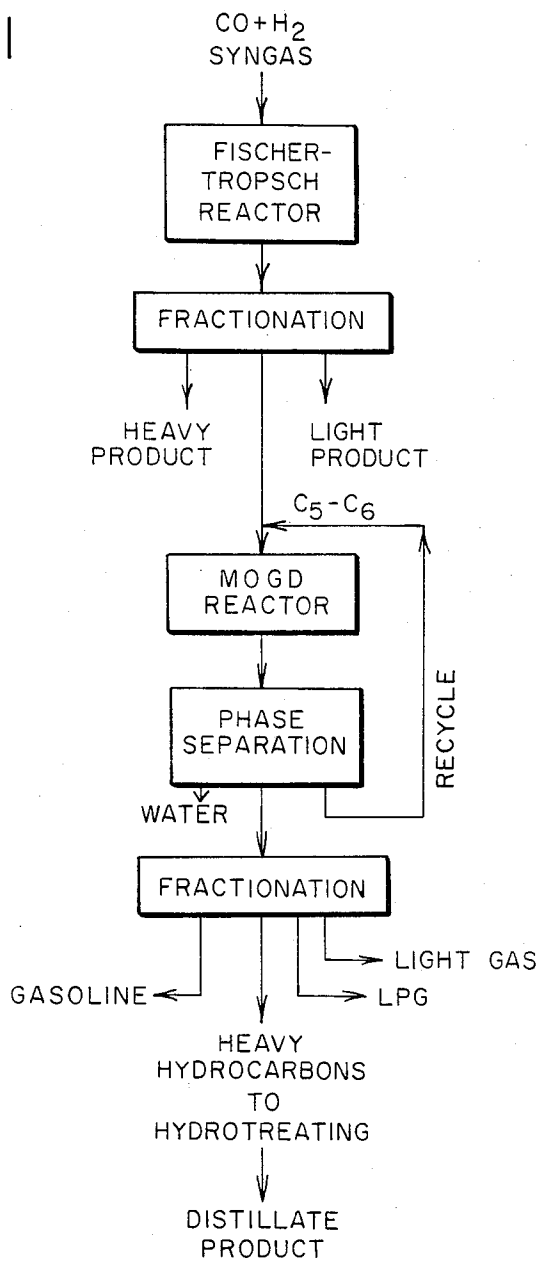 CO+H2
SYNGAS
FISCHER-
TROPSCH
REACTOR
FRACTIONATION
HEAVY
PRODUCT
LIGHT
PRODUCT
C5-C6
MOGD
REACTOR
PHASE
SEPARATION
RECYCLE
WATER
FRACTIONATION
LIGHT GAS
GASOLINE
LPG
HEAVY
HYDROCARBONS
TO
HYDROTREATING
DISTILLATE
PRODUCT